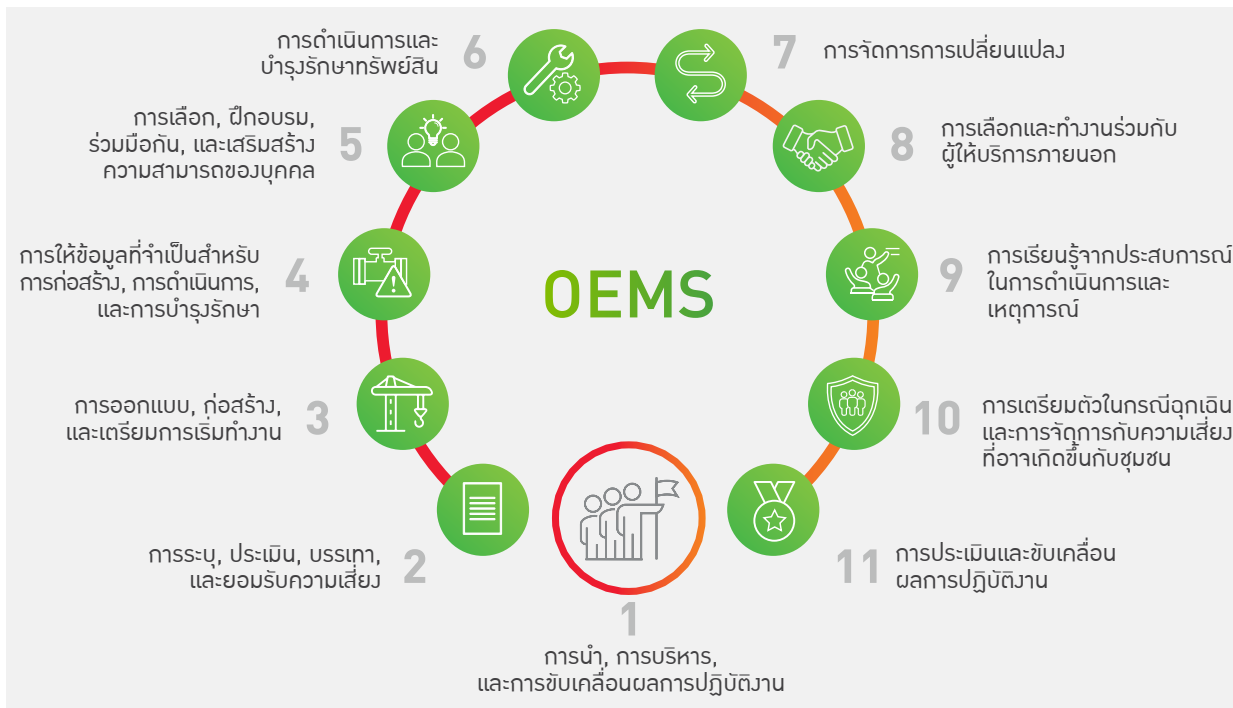 OEMS
1
การนำ, การบริหาร,
และการขับเคลื่อนผลการปฏิบัติงาน
2
การระบุ, ประเมิน, บรรเทา,
และยอมรับความเสี่ยง
3
การออกแบบ, ก่อสร้าง,
และเตรียมการเริ่มทำงาน
4
การให้ข้อมูลที่จำเป็นสำหรับ
การก่อสร้าง, การดำเนินการ,
และการบำรุงรักษา
5
การเลือก, ฝึกอบรม,
ร่วมมือกัน, และเสริมสร้าง
ความสามารถของบุคคล
6
การดำเนินการและ
บำรุงรักษาทรัพย์สิน
7
การจัดการการเปลี่ยนแปลง
8
การเลือกและทำงานร่วมกับ
ผู้ให้บริการภายนอก
9
การเรียนรู้จากประสบการณ์
ในการดำเนินการและ
เหตุการณ์
10
การเตรียมตัวในกรณีฉุกเฉิน
และการจัดการกับความเสี่ยง
ที่อาจเกิดขึ้นกับชุมชน
11
การประเมินและขับเคลื่อน
ผลการปฏิบัติงาน